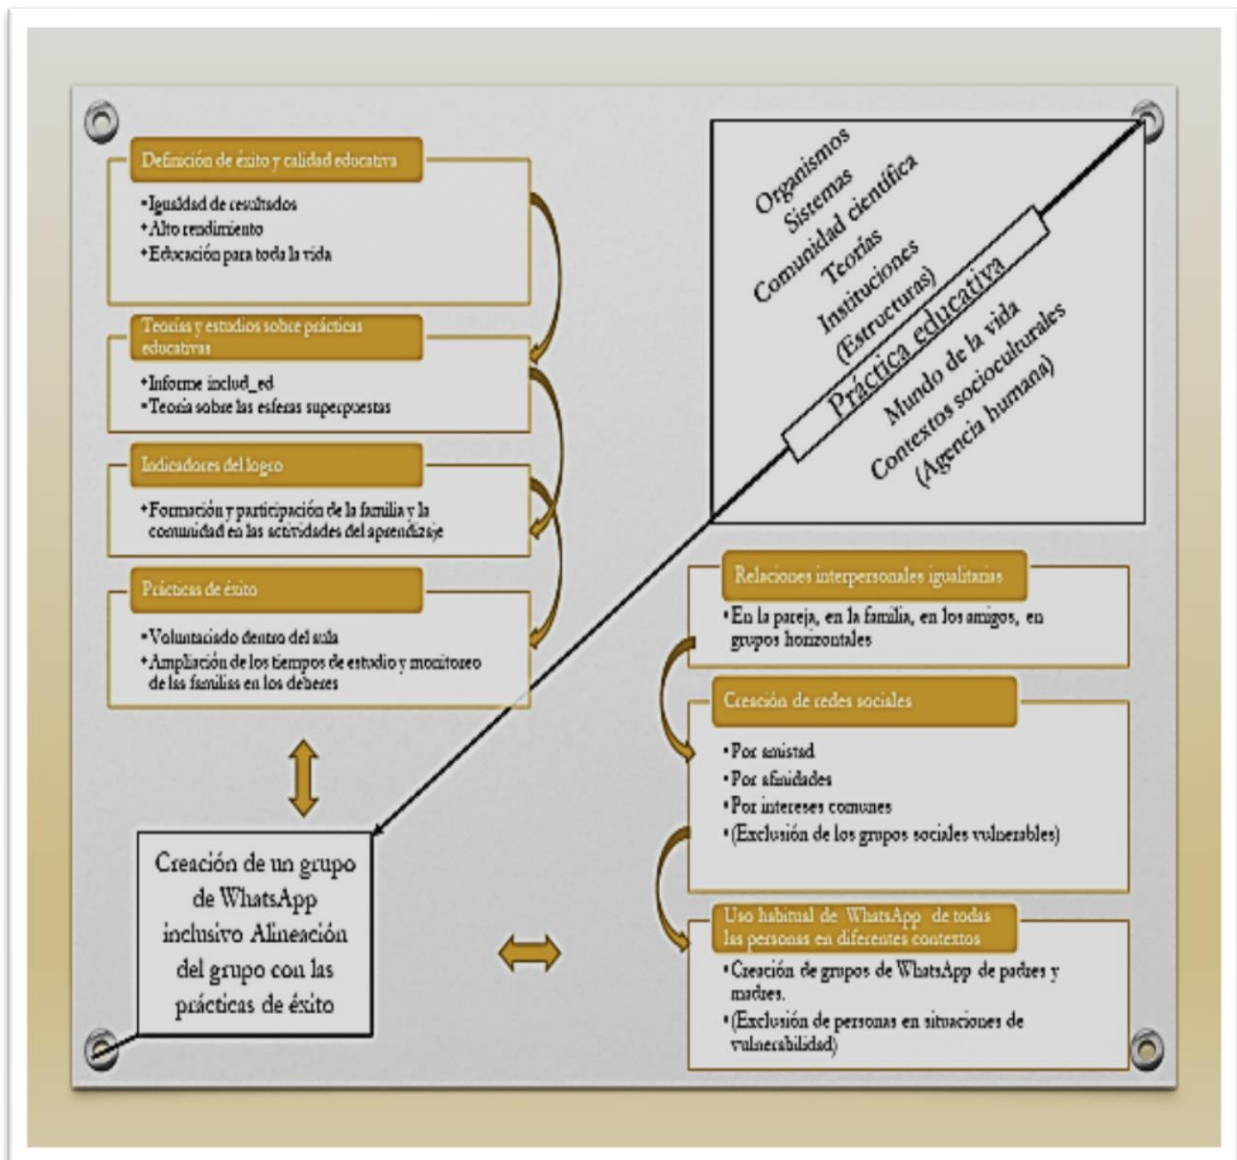 Definición de éxito y calidad educativa
•Igualdad de resultados
•Alto rendimiento
•Educación para toda la vida
Teorías y estudios sobre prácticas
educativas
•Informe includ_ed
•Teoría sobre las esferas superpuestas
Indicadores del logro
•Formación y participación de la familia y la
comunidad en las actividades del aprendizaje
Prácticas de éxito
•Voluntariado dentro del aula
•Ampliación de los tiempos de estudio y monitoreo
de las familias en los deberes
Creación de un grupo
de WhatsApp
inclusivo Alineación
del grupo con las
prácticas de éxito
Organismos
Sistemas
Comunidad científica
Teorías
Instituciones
(Estructuras)
Práctica educativa
Mundo de la vida
Contextos socioculturales
(Agencia humana)
Relaciones interpersonales igualitarias
•En la pareja, en la familia, en los amigos, en
grupos horizontales
Creación de redes sociales
•Por amistad
•Por afinidades
•Por intereses comunes
•(Exclusión de los grupos sociales vulnerables)
Uso habitual de WhatsApp de todas
las personas en diferentes contextos
•Creación de grupos de WhatsApp de padres y
madres.
•(Exclusión de personas en situaciones de
vulnerabilidad)